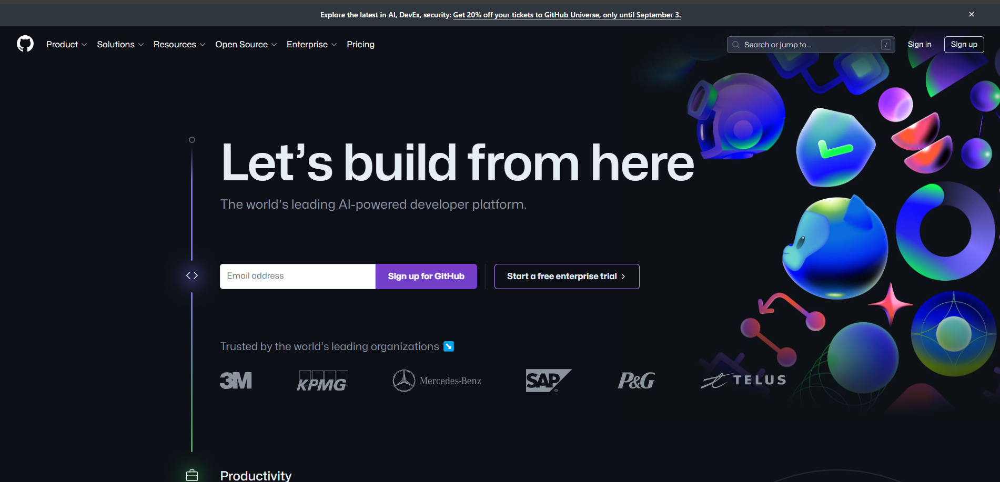 Explore the latest in AI, DevEx, security: Get 20% off your tickets to GitHub Universe, only until September 3.
Product Solutions Resources Open Source Enterprise Pricing
Search or jump to... /
Sign in Sign up
Let’s build from here
The world’s leading AI-powered developer platform.
Email address Sign up for GitHub Start a free enterprise trial
Trusted by the world’s leading organizations
3M KPMG Mercedes-Benz SAP® P&G TELUS
Productivity